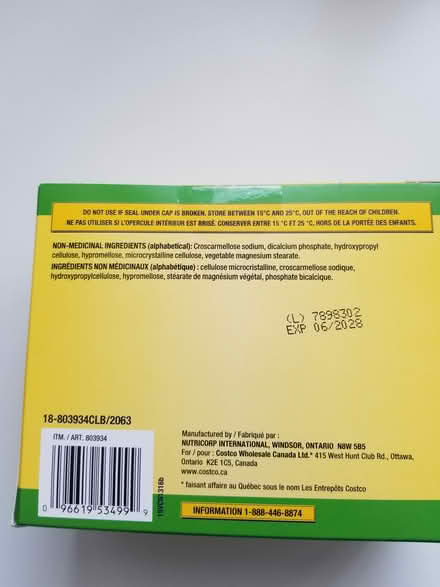 DO NOT USE IF SEAL UNDER CAP IS BROKEN. STORE BETWEEN 15°C AND 25°C, OUT OF THE REACH OF CHILDREN.
NE PAS UTILISER SI L'OPERCULE INTÉRIEUR EST BRISÉ. CONSERVER ENTRE 15 °C ET 25 °C, HORS DE LA PORTÉE DES ENFANTS.
NON-MEDICINAL INGREDIENTS (alphabetical): Croscarmellose sodium, dicalcium phosphate, hydroxypropyl
cellulose, hypromellose, microcrystalline cellulose, vegetable magnesium stearate.
INGRÉDIENTS NON MÉDICINAUX (alphabétique) : cellulose microcristalline, croscarmellose sodique,
hydroxypropylcellulose, hypromellose, stéarate de magnésium végétal, phosphate bicalcique.
(L) 7898302
EXP 06/2028
18-803934CLB/2063
ITM. / ART. 803934
0 96619 53499 9
Manufactured by / Fabriqué par :
NUTRICORP INTERNATIONAL, WINDSOR, ONTARIO N8W 5B5
For / pour : Costco Wholesale Canada Ltd.* 415 West Hunt Club Rd., Ottawa,
Ontario K2E 1C5, Canada
www.costco.ca
* faisant affaire au Québec sous le nom Les Entrepôts Costco
INFORMATION 1-888-446-8874